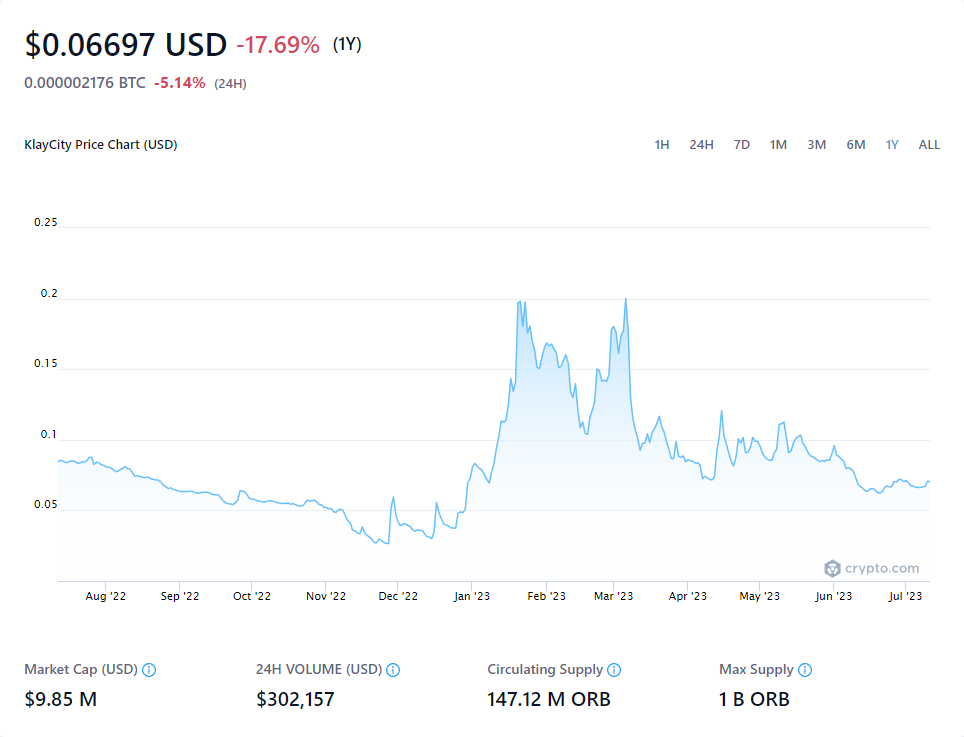 $0.06697 USD -17.69% (1Y)
0.000002176 BTC -5.14% (24H)
KlayCity Price Chart (USD) 1H 24H 7D 1M 3M 6M 1Y ALL
0.25
0.2
0.15
0.1
0.05
crypto.com
Aug '22 Sep '22 Oct '22 Nov '22 Dec '22 Jan '23 Feb '23 Mar '23 Apr '23 May '23 Jun '23 Jul '23
Market Cap (USD) 24H VOLUME (USD) Circulating Supply Max Supply
$9.85 M $302,157 147.12 M ORB 1 B ORB